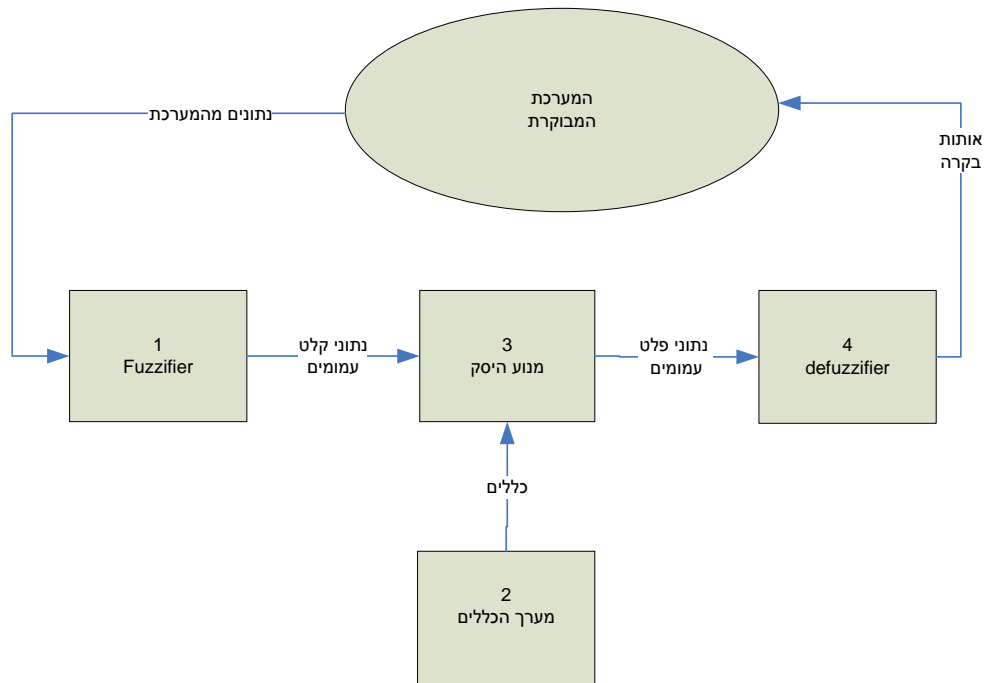 המערכת
המבוקרת
נתונים מהמערכת
אותות
בקרה
1
Fuzzifier
נתוני קלט
עמומים
3
מנוע היסק
נתוני פלט
עמומים
4
defuzzifier
כללים
2
מערך הכללים